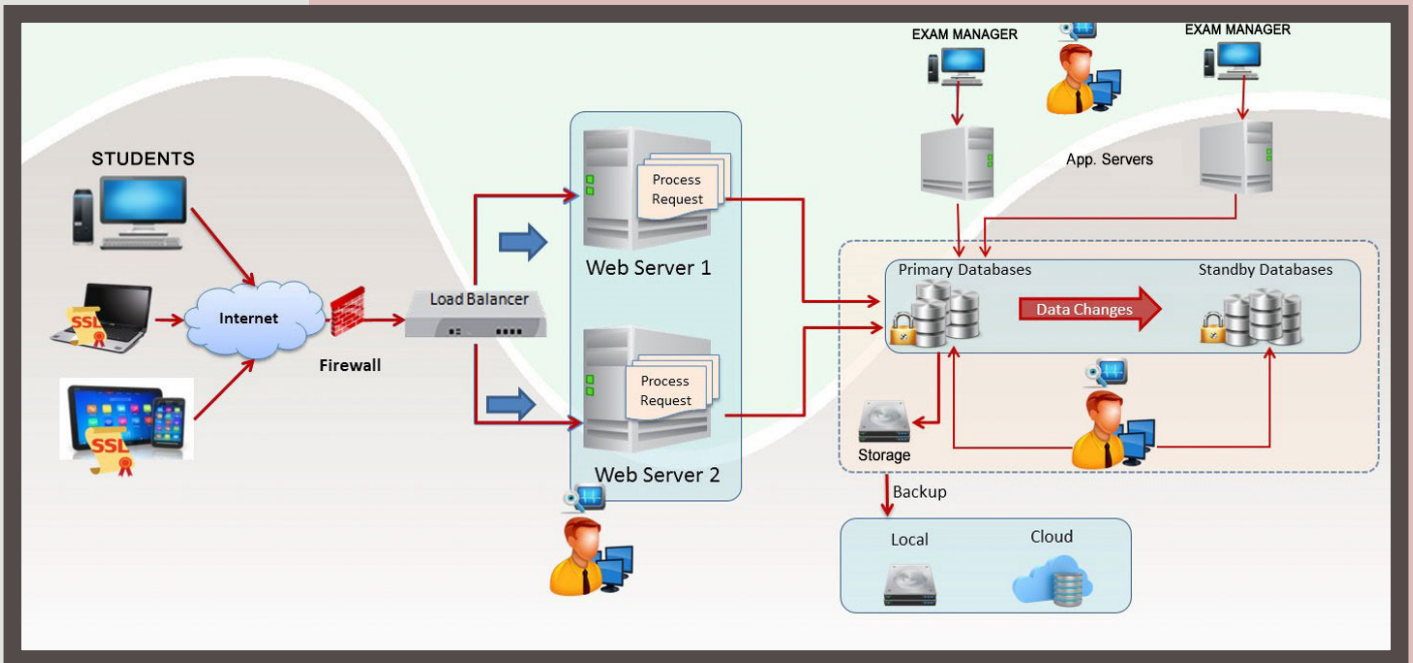 EXAM MANAGER
EXAM MANAGER
STUDENTS
App. Servers
Process
Request
Web Server 1
Primary Databases
Standby Databases
Data Changes
SSL
Internet
Firewall
Load Balancer
Process
Request
Web Server 2
SSL
Storage
Backup
Local
Cloud